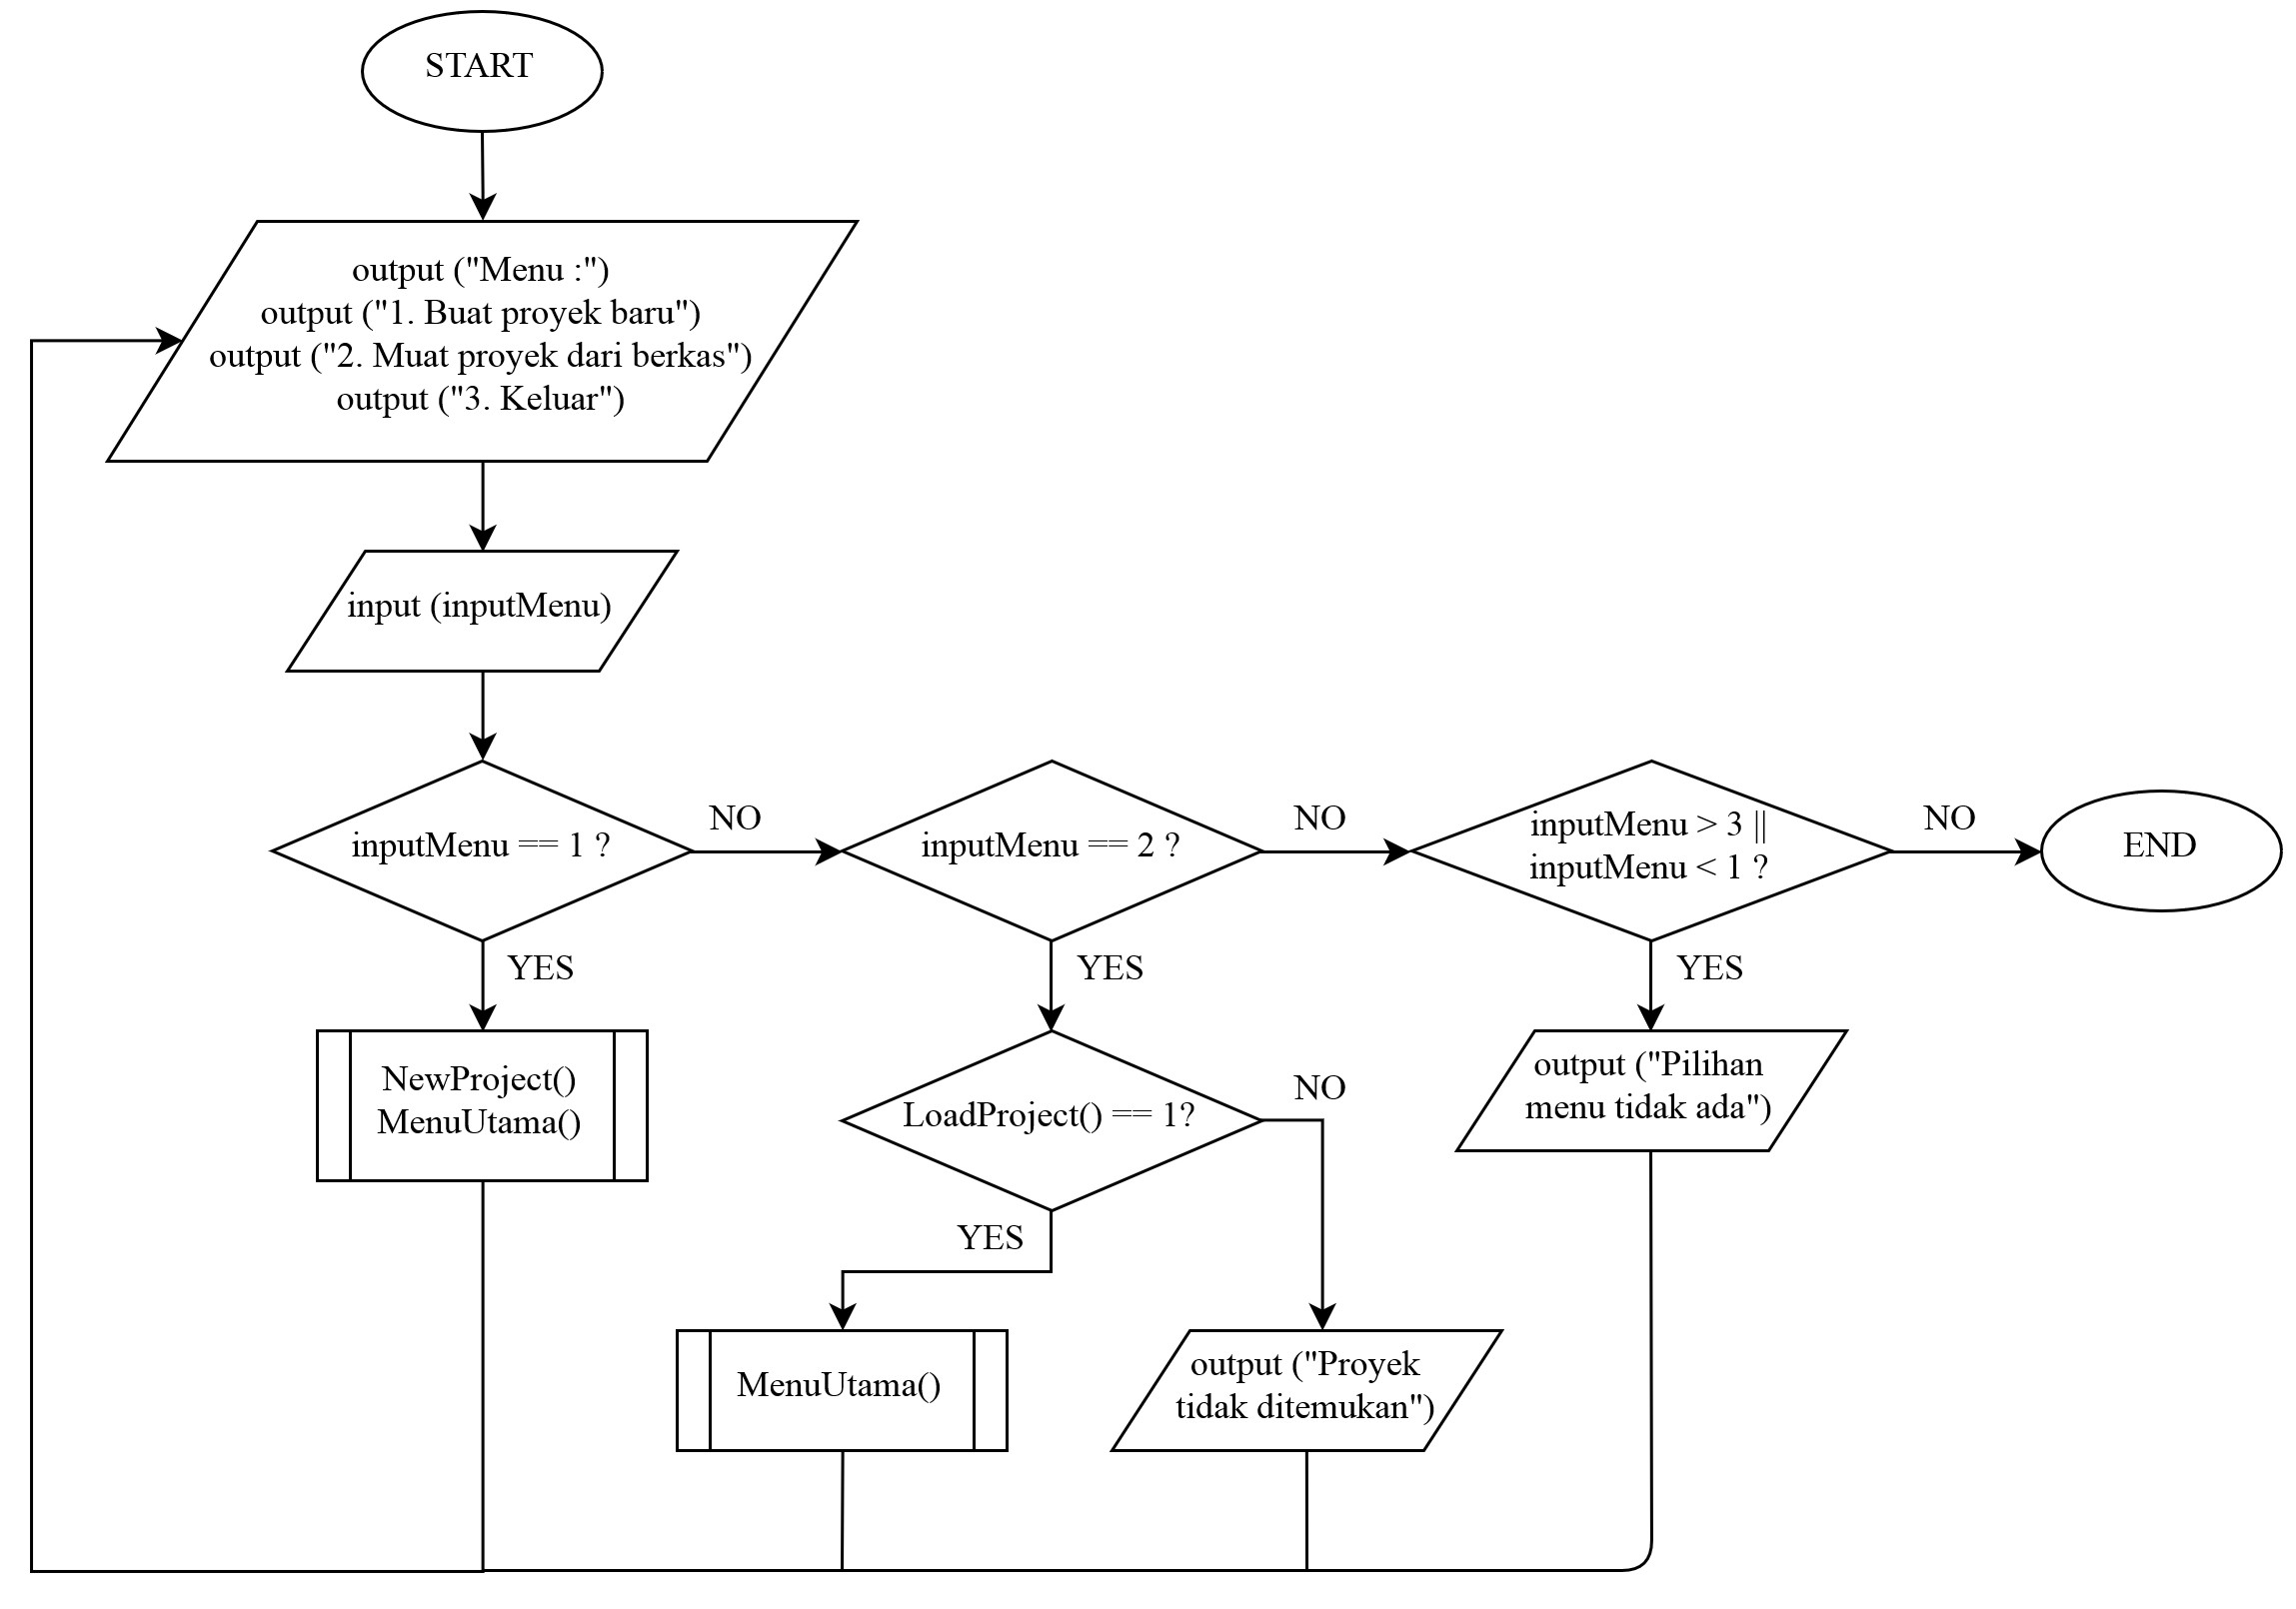 START
output ("Menu :")
output ("1. Buat proyek baru")
output ("2. Muat proyek dari berkas")
output ("3. Keluar")
input (inputMenu)
inputMenu == 1 ?
NO
inputMenu == 2 ?
NO
inputMenu > 3 ||
inputMenu < 1 ?
NO
END
YES
YES
YES
NewProject()
MenuUtama()
LoadProject() == 1?
NO
output ("Pilihan
menu tidak ada")
YES
MenuUtama()
output ("Proyek
tidak ditemukan")